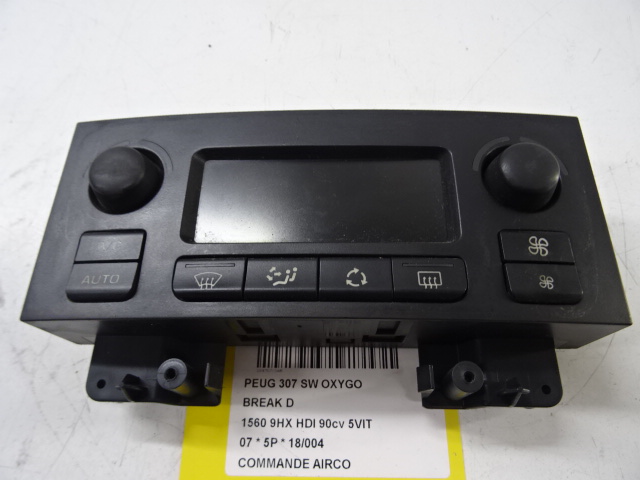 A/C
AUTO
PEUG 307 SW OXYGO
BREAK D
1560 9HX HDI 90cv 5VIT
07 * 5P * 18/004
COMMANDE AIRCO